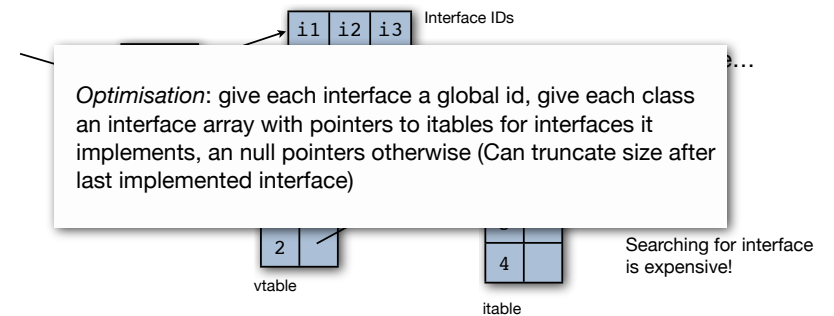 i1 i2 i3
Interface IDs
Optimisation: give each interface a global id, give each class
an interface array with pointers to itables for interfaces it
implements, an null pointers otherwise (Can truncate size after
last implemented interface)
2
4
Searching for interface
is expensive!
vtable
itable